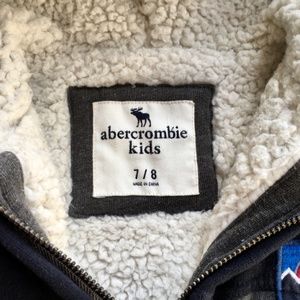 abercrombie
kids
7 / 8
MADE IN CHINA